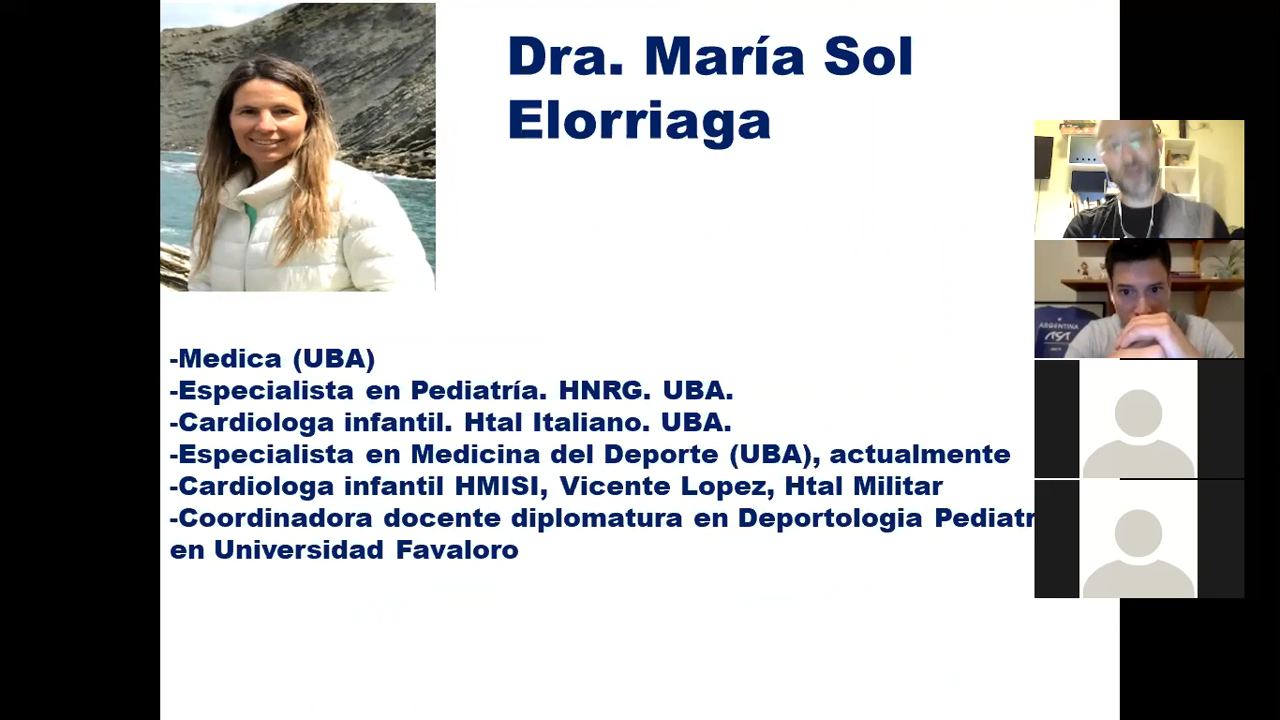 Dra. María Sol
Elorriaga
-Medica (UBA)
-Especialista en Pediatría. HNRG. UBA.
-Cardiologa infantil. Htal Italiano. UBA.
-Especialista en Medicina del Deporte (UBA), actualmente
-Cardiologa infantil HMISI, Vicente Lopez, Htal Militar
-Coordinadora docente diplomatura en Deportologia Pediatr
en Universidad Favaloro
ARGENTINA